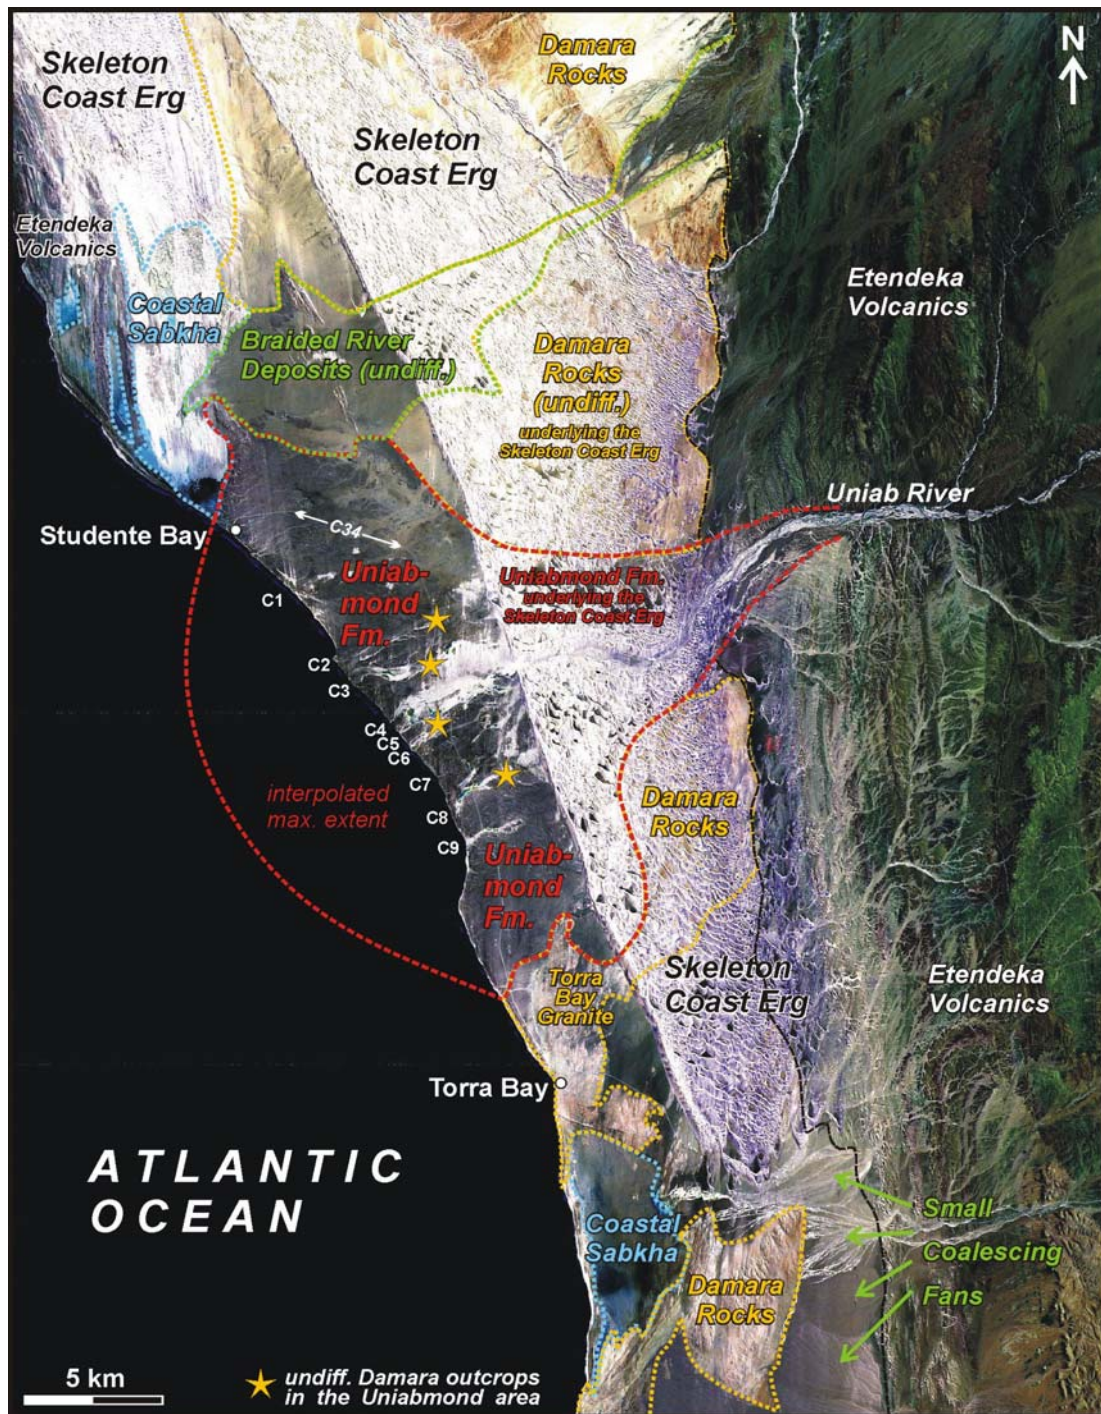 Skeleton
Coast Erg
Damara
Rocks
N
Skeleton
Coast Erg
Etendeka
Volcanics
Etendeka
Volcanics
Coastal
Sabkha
Braided River
Deposits (undiff.)
Damara
Rocks
(undiff.)
underlying the
Skeleton Coast Erg
Uniab River
Studente Bay
C34
Uniab-
mond
Fm.
Uniabmond Fm.
underlying the
Skeleton Coast Erg
C1
C2
C3
C4
C5
C6
C7
C8
C9
interpolated
max. extent
Damara
Rocks
Uniab-
mond
Fm.
Skeleton
Coast Erg
Torra
Bay
Granite
Etendeka
Volcanics
Torra Bay
ATLANTIC
OCEAN
Coastal
Sabkha
Damara
Rocks
Small
Coalescing
Fans
5 km
undiff. Damara outcrops
in the Uniabmond area